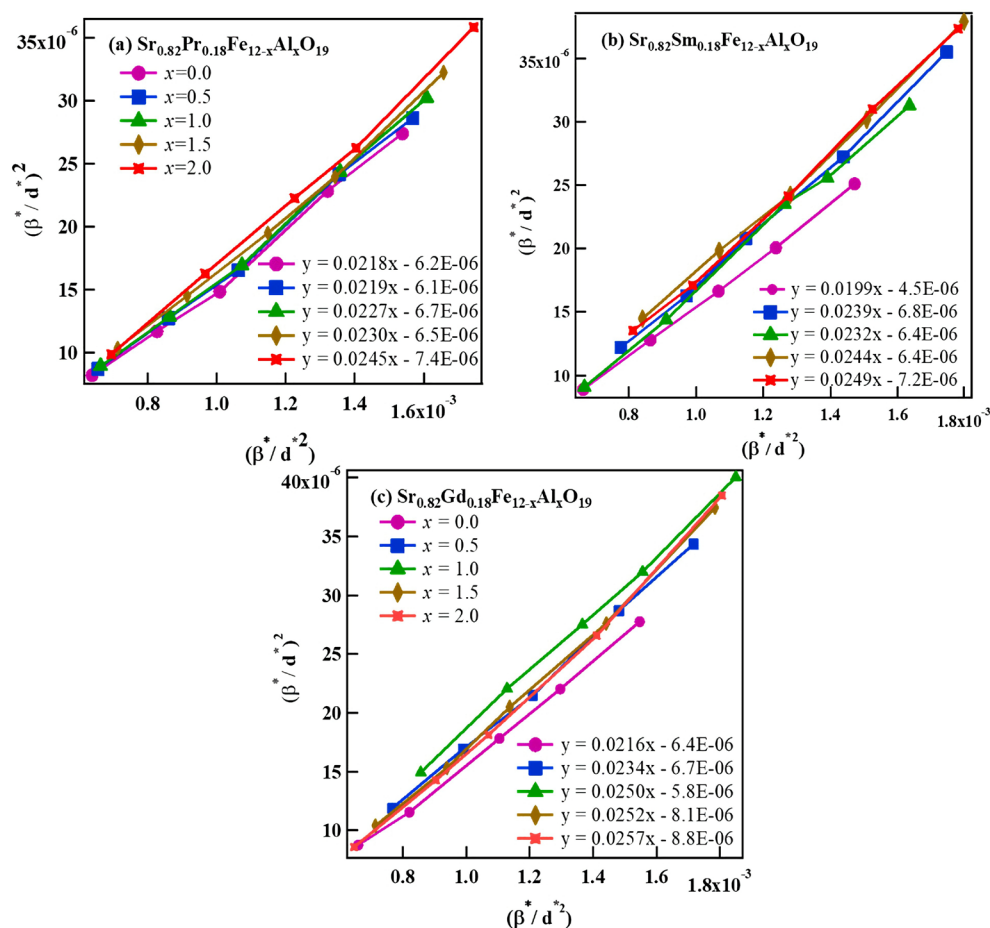 35x10⁻⁶
(a) Sr₀.₈₂Pr₀.₁₈Fe₁₂₋ₓAlₓO₁₉
x=0.0
x=0.5
x=1.0
x=1.5
x=2.0
30
25
20
15
10
(β*/ d*)²
y = 0.0218x - 6.2E-06
y = 0.0219x - 6.1E-06
y = 0.0227x - 6.7E-06
y = 0.0230x - 6.5E-06
y = 0.0245x - 7.4E-06
0.8
1.0
1.2
1.4
1.6x10⁻³
(β*/ d*²)
35x10⁻⁶
(b) Sr₀.₈₂Sm₀.₁₈Fe₁₂₋ₓAlₓO₁₉
30
25
20
15
10
(β*/ d*)²
y = 0.0199x - 4.5E-06
y = 0.0239x - 6.8E-06
y = 0.0232x - 6.4E-06
y = 0.0244x - 6.4E-06
y = 0.0249x - 7.2E-06
0.8
1.0
1.2
1.4
1.6
1.8x10⁻³
(β*/ d*²)
40x10⁻⁶
(c) Sr₀.₈₂Gd₀.₁₈Fe₁₂₋ₓAlₓO₁₉
x = 0.0
x = 0.5
x = 1.0
x = 1.5
x = 2.0
35
30
25
20
15
10
(β*/ d*)²
y = 0.0216x - 6.4E-06
y = 0.0234x - 6.7E-06
y = 0.0250x - 5.8E-06
y = 0.0252x - 8.1E-06
y = 0.0257x - 8.8E-06
0.8
1.0
1.2
1.4
1.6
1.8x10⁻³
(β*/ d*²)